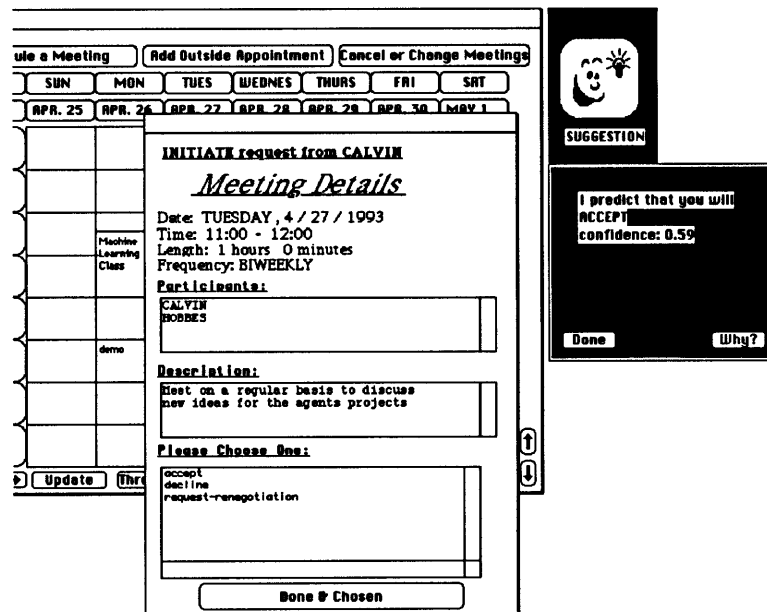 ule a Meeting Add Outside Appointment Cancel or Change Meetings
SUN MON TUES WEDNES THURS FRI SAT
APR. 25 APR. 26 APR. 27 APR. 28 APR. 29 APR. 30 MAY 1
Machine
Learning
Class
demo
Update Thre
INITIATE request from CALVIN
Meeting Details
Date: TUESDAY , 4 / 27 / 1993
Time: 11:00 - 12:00
Length: 1 hours 0 minutes
Frequency: BIWEEKLY
Participants:
CALVIN
HOBBES
Description:
Meet on a regular basis to discuss
new ideas for the agents projects
Please Choose One:
accept
decline
request-renegotiation
Done & Chosen
SUGGESTION
I predict that you will
ACCEPT
confidence: 0.59
Done Why?